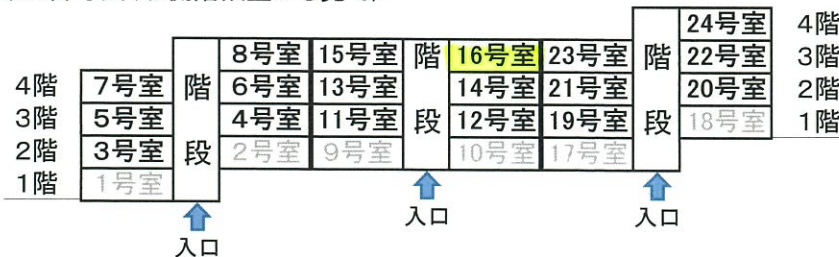 24号室 4階
8号室 15号室 階 16号室 23号室 階 22号室 3階
4階 7号室 階 6号室 13号室 14号室 21号室 20号室 2階
3階 5号室 4号室 11号室 段 12号室 19号室 段 18号室 1階
2階 3号室 段 2号室 9号室 10号室 17号室
1階 1号室
入口 入口
入口